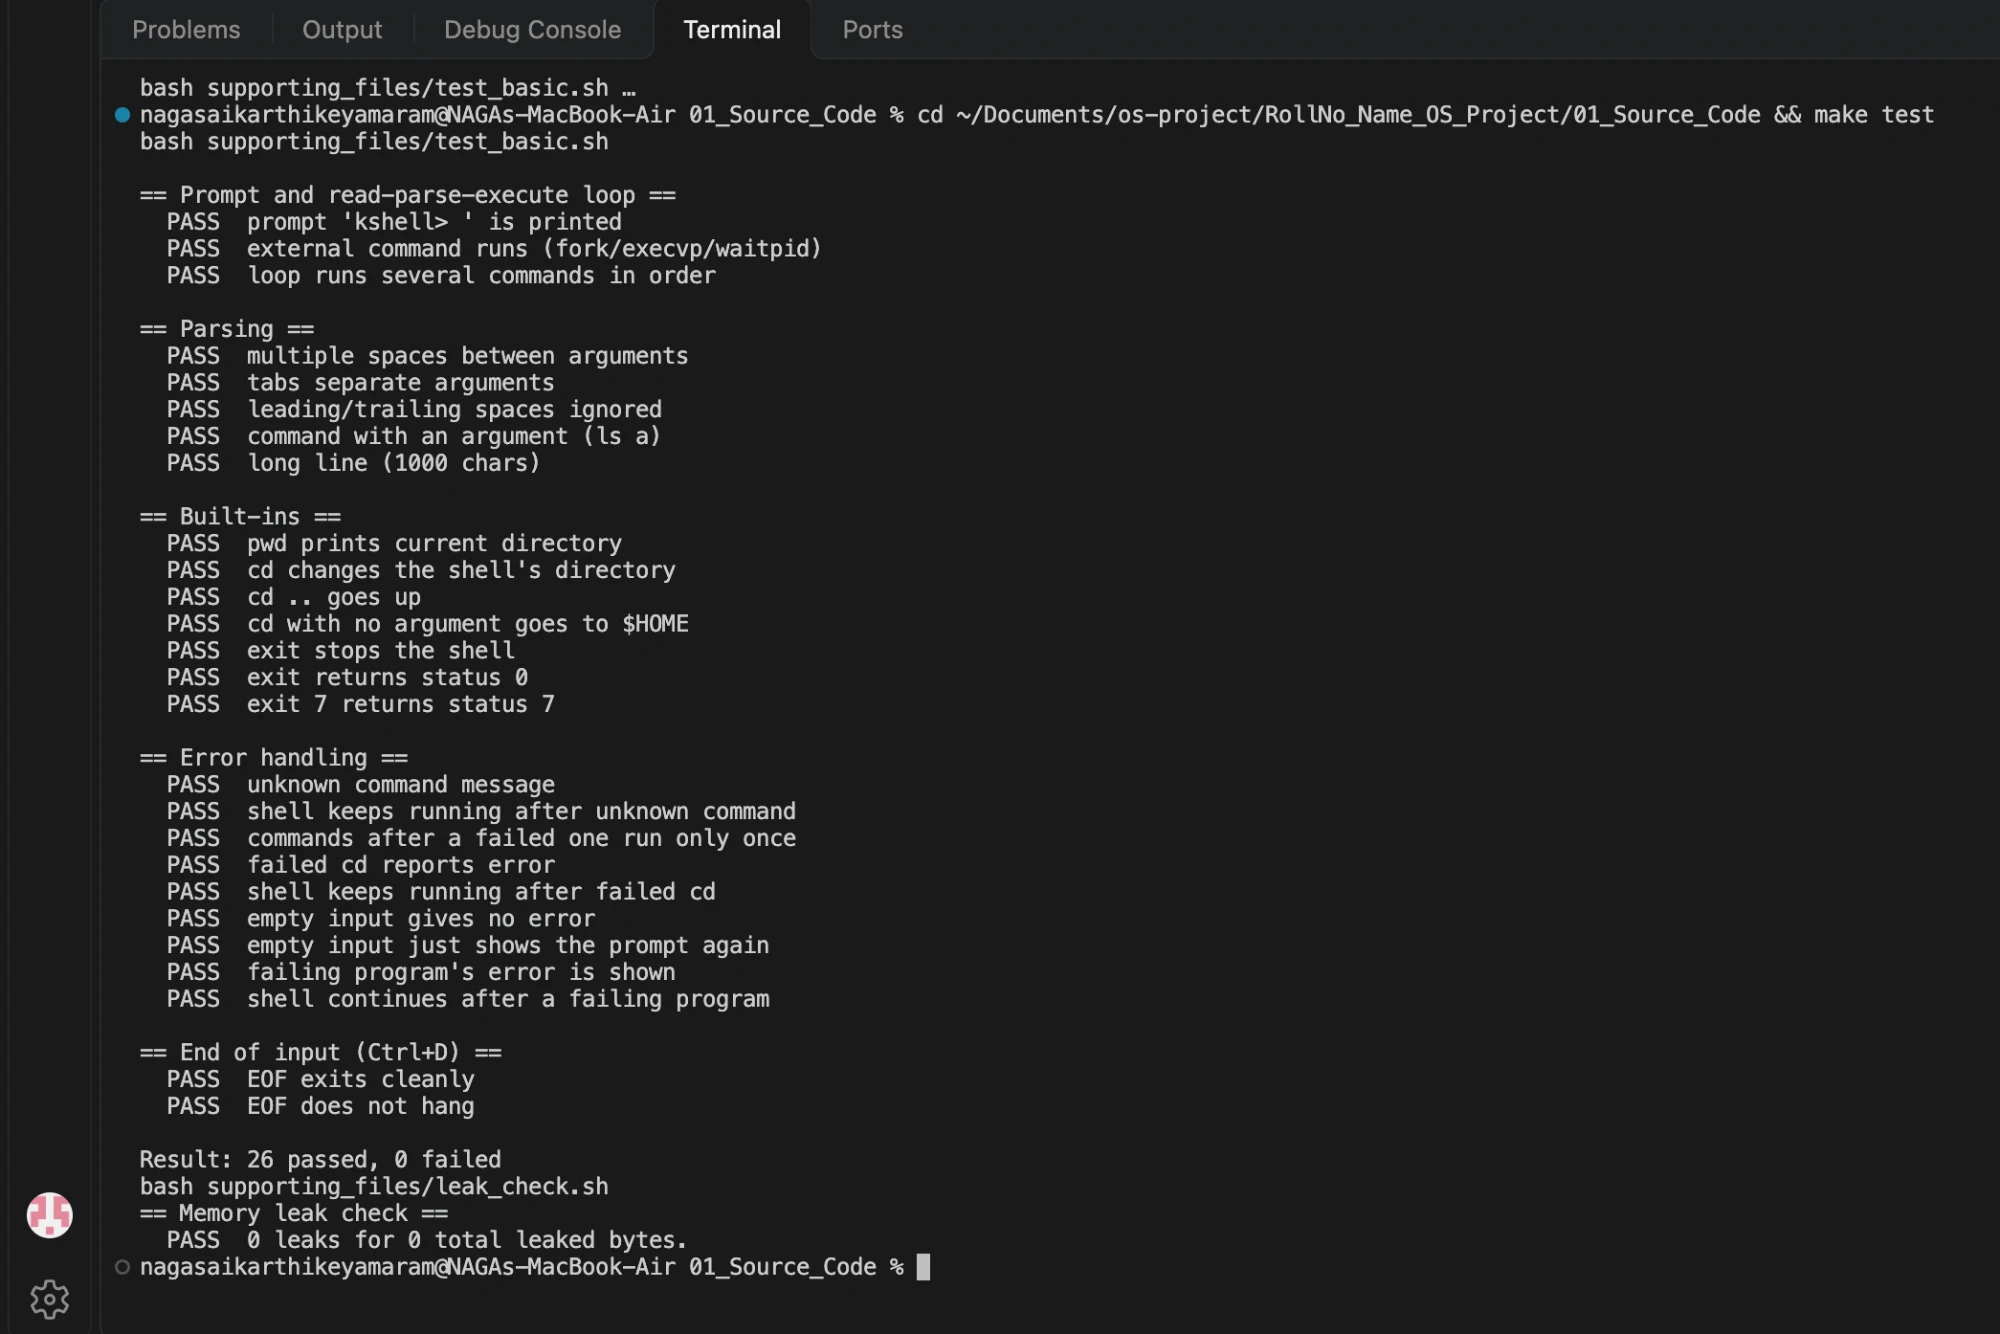 Problems Output Debug Console Terminal Ports
bash supporting_files/test_basic.sh …
nagasaikarthikeyamaram@NAGAs-MacBook-Air 01_Source_Code % cd ~/Documents/os-project/RollNo_Name_OS_Project/01_Source_Code && make test
bash supporting_files/test_basic.sh
== Prompt and read-parse-execute loop ==
PASS  prompt 'kshell> ' is printed
PASS  external command runs (fork/execvp/waitpid)
PASS  loop runs several commands in order
== Parsing ==
PASS  multiple spaces between arguments
PASS  tabs separate arguments
PASS  leading/trailing spaces ignored
PASS  command with an argument (ls a)
PASS  long line (1000 chars)
== Built-ins ==
PASS  pwd prints current directory
PASS  cd changes the shell's directory
PASS  cd .. goes up
PASS  cd with no argument goes to $HOME
PASS  exit stops the shell
PASS  exit returns status 0
PASS  exit 7 returns status 7
== Error handling ==
PASS  unknown command message
PASS  shell keeps running after unknown command
PASS  commands after a failed one run only once
PASS  failed cd reports error
PASS  shell keeps running after failed cd
PASS  empty input gives no error
PASS  empty input just shows the prompt again
PASS  failing program's error is shown
PASS  shell continues after a failing program
== End of input (Ctrl+D) ==
PASS  EOF exits cleanly
PASS  EOF does not hang
Result: 26 passed, 0 failed
bash supporting_files/leak_check.sh
== Memory leak check ==
PASS  0 leaks for 0 total leaked bytes.
nagasaikarthikeyamaram@NAGAs-MacBook-Air 01_Source_Code %